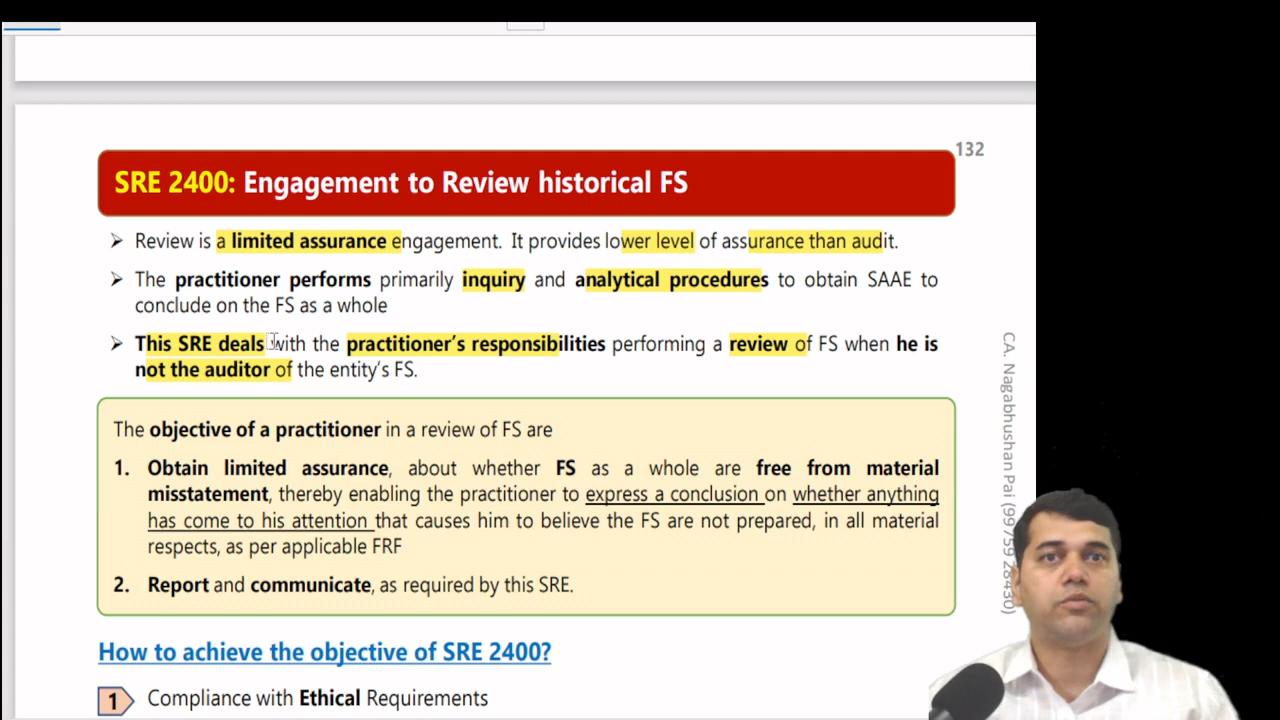 132
SRE 2400: Engagement to Review historical FS
➢ Review is a limited assurance engagement. It provides lower level of assurance than audit.
➢ The practitioner performs primarily inquiry and analytical procedures to obtain SAAE to
conclude on the FS as a whole
➢ This SRE deals with the practitioner's responsibilities performing a review of FS when he is
not the auditor of the entity's FS.
The objective of a practitioner in a review of FS are
1. Obtain limited assurance, about whether FS as a whole are free from material
misstatement, thereby enabling the practitioner to express a conclusion on whether anything
has come to his attention that causes him to believe the FS are not prepared, in all material
respects, as per applicable FRF
2. Report and communicate, as required by this SRE.
How to achieve the objective of SRE 2400?
1 Compliance with Ethical Requirements
CA. Nagabhushan Pai (99759 28430)